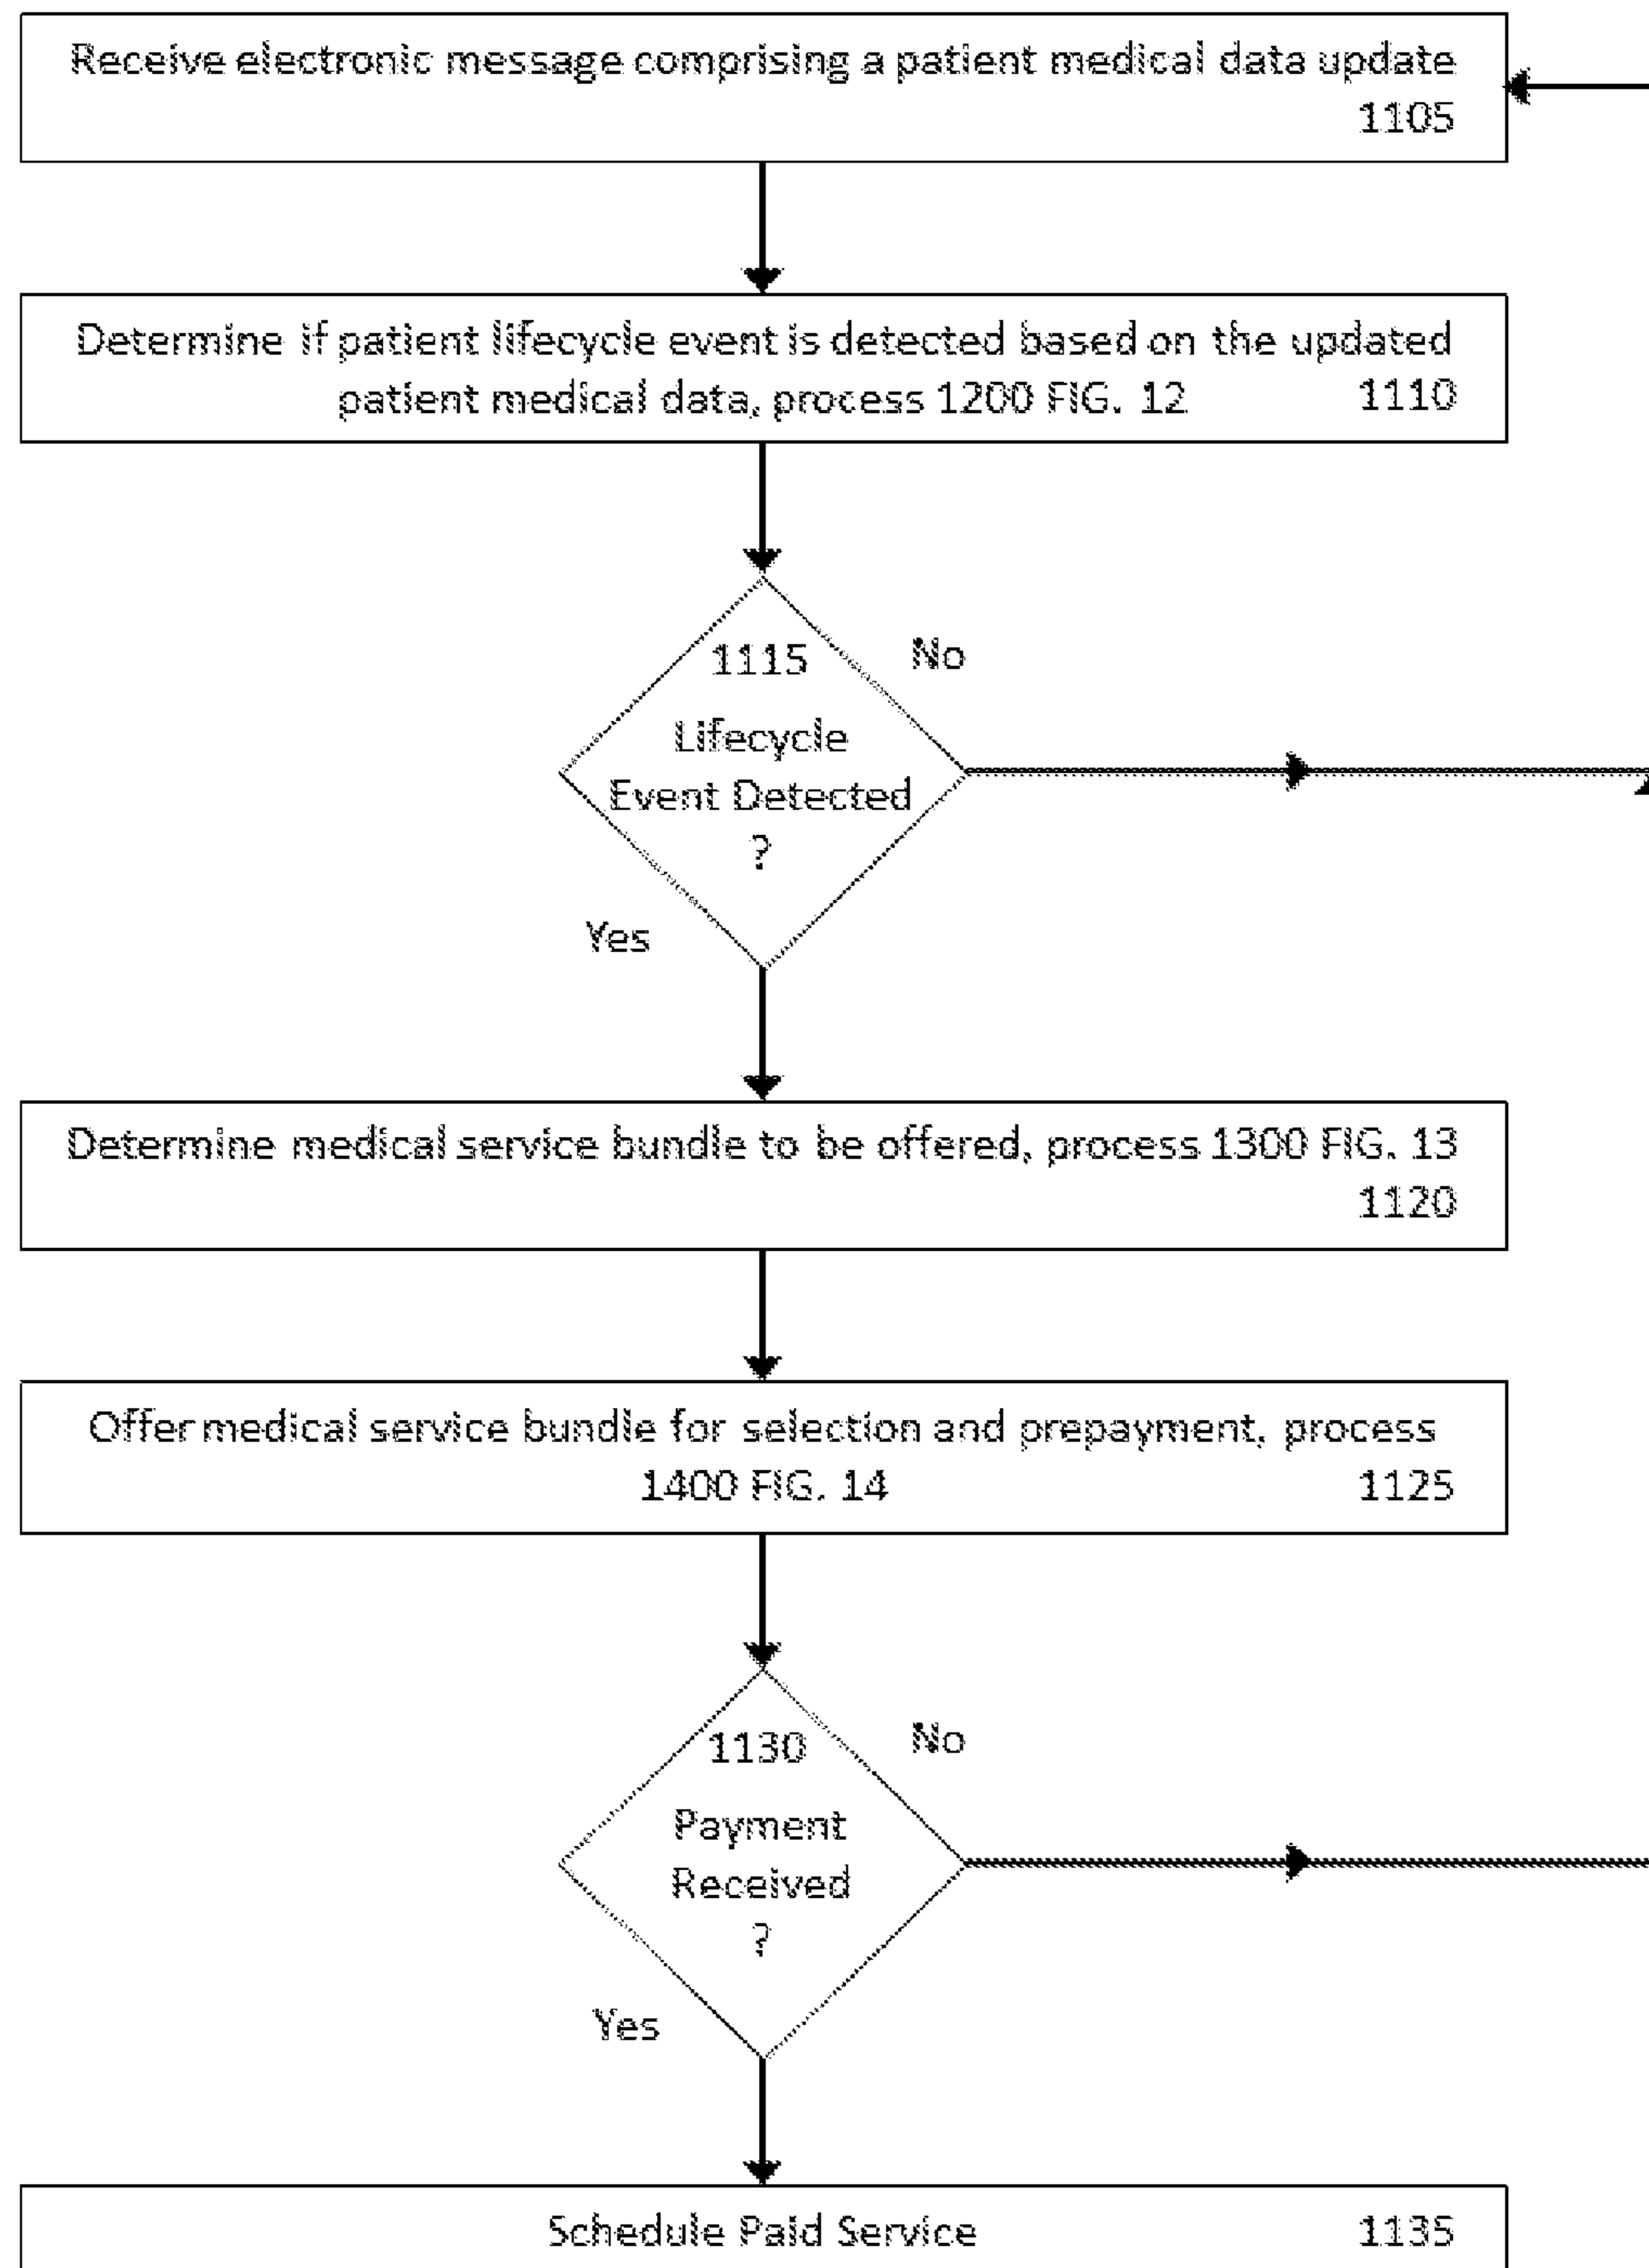 Receive electronic message comprising a patient medical data update
1105
Determine if patient lifecycle event is detected based on the updated
patient medical data, process 1200 FIG. 12 1110
1115
No
Lifecycle
Event Detected
?
Yes
Determine medical service bundle to be offered, process 1300 FIG. 13
1120
Offer medical service bundle for selection and prepayment, process
1400 FIG. 14 1125
1130
No
Payment
Received
?
Yes
Schedule Paid Service 1135